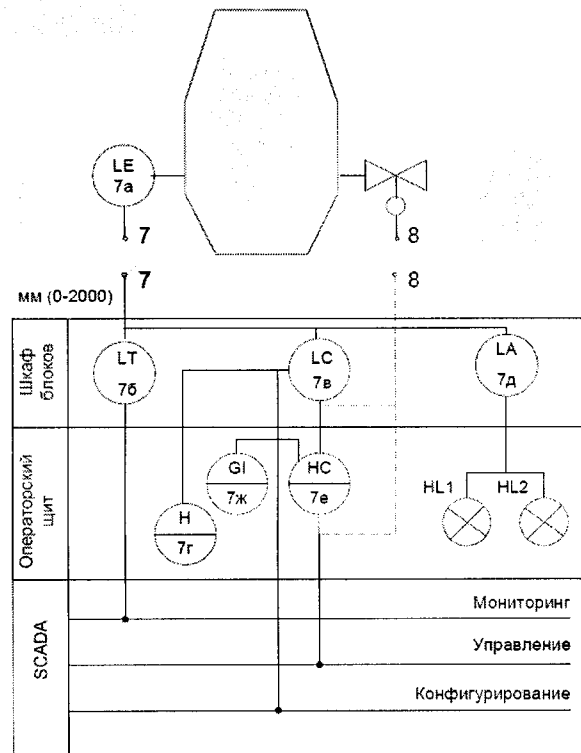 LE
7а
7
8
7
8
мм (0-2000)
Шкаф
блоков
LT
7б
LC
7в
LA
7д
Операторский
щит
GI
7ж
HC
7е
HL1
HL2
H
7г
SCADA
Мониторинг
Управление
Конфигурирование